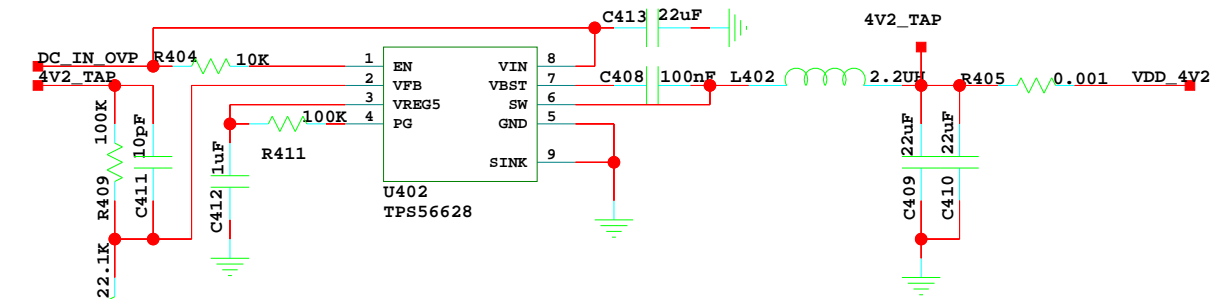 C413 22uF
4V2_TAP
DC_IN_OVP R404 10K
4V2_TAP
1 EN
2 VFB
3 VREG5
4 PG
VIN 8
VBST 7
SW 6
GND 5
SINK 9
U402
TPS56628
C408 100nF L402 2.2UH R405 0.001 VDD_4V2
100K
R411
100K
R409
10pF
C411
1uF
C412
22uF
C409
22uF
C410
22.1K